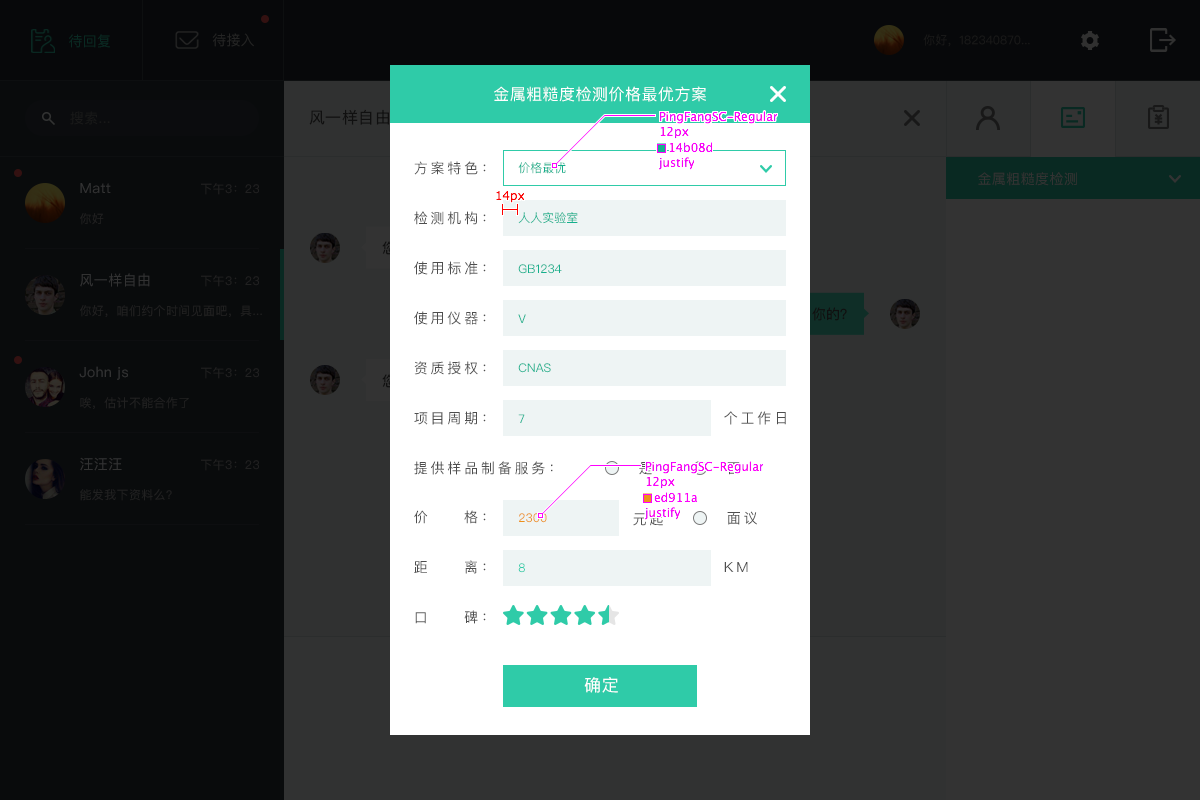 待回复
待接入
你好，182340870...
搜索...
Matt
下午3：23
你好
风一样自由
下午3：23
你好，咱们约个时间见面吧，真...
John js
下午3：23
嘿，估计不能合作了
汪汪汪
下午3：23
能发我下资料么?
风一样自由
金属粗糙度检测
你的?
金属粗糙度检测价格最优方案
PingFangSC-Regular
12px
14b08d
justify
方案特色：
价格最优
14px
检测机构：
人人实验室
使用标准：
GB1234
使用仪器：
V
资质授权：
CNAS
项目周期：
7
个工作日
提供样品制备服务：
PingFangSC-Regular
12px
ed911a
justify
价 格：
2300
元起
面议
距 离：
8
KM
口 碑：
确定